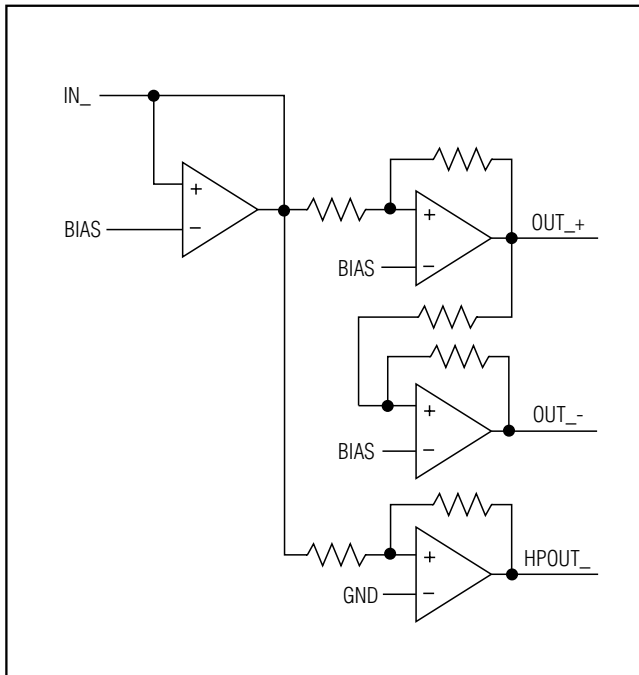 IN_
+
BIAS
−
+
BIAS
−
OUT_+
+
BIAS
−
OUT_-
+
GND
−
HPOUT_